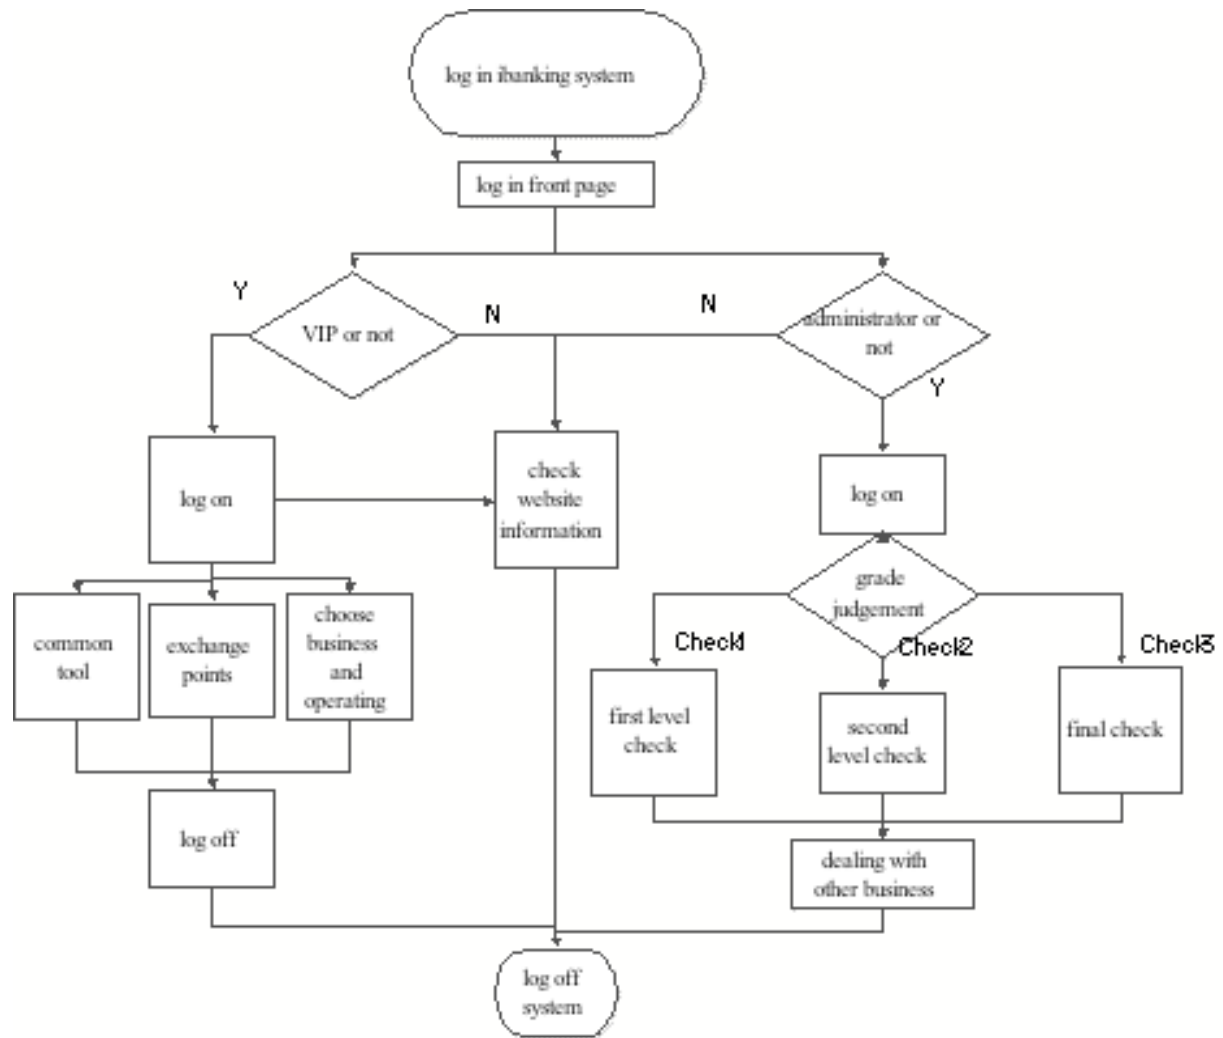 log in ibanking system
log in front page
Y
VIP or not
N
N
administrator or
not
Y
log on
check
website
information
log on
grade
judgement
Check1
Check2
Check3
common
tool
exchange
points
choose
business
and
operating
first level
check
second
level check
final check
log off
dealing with
other business
log off
system